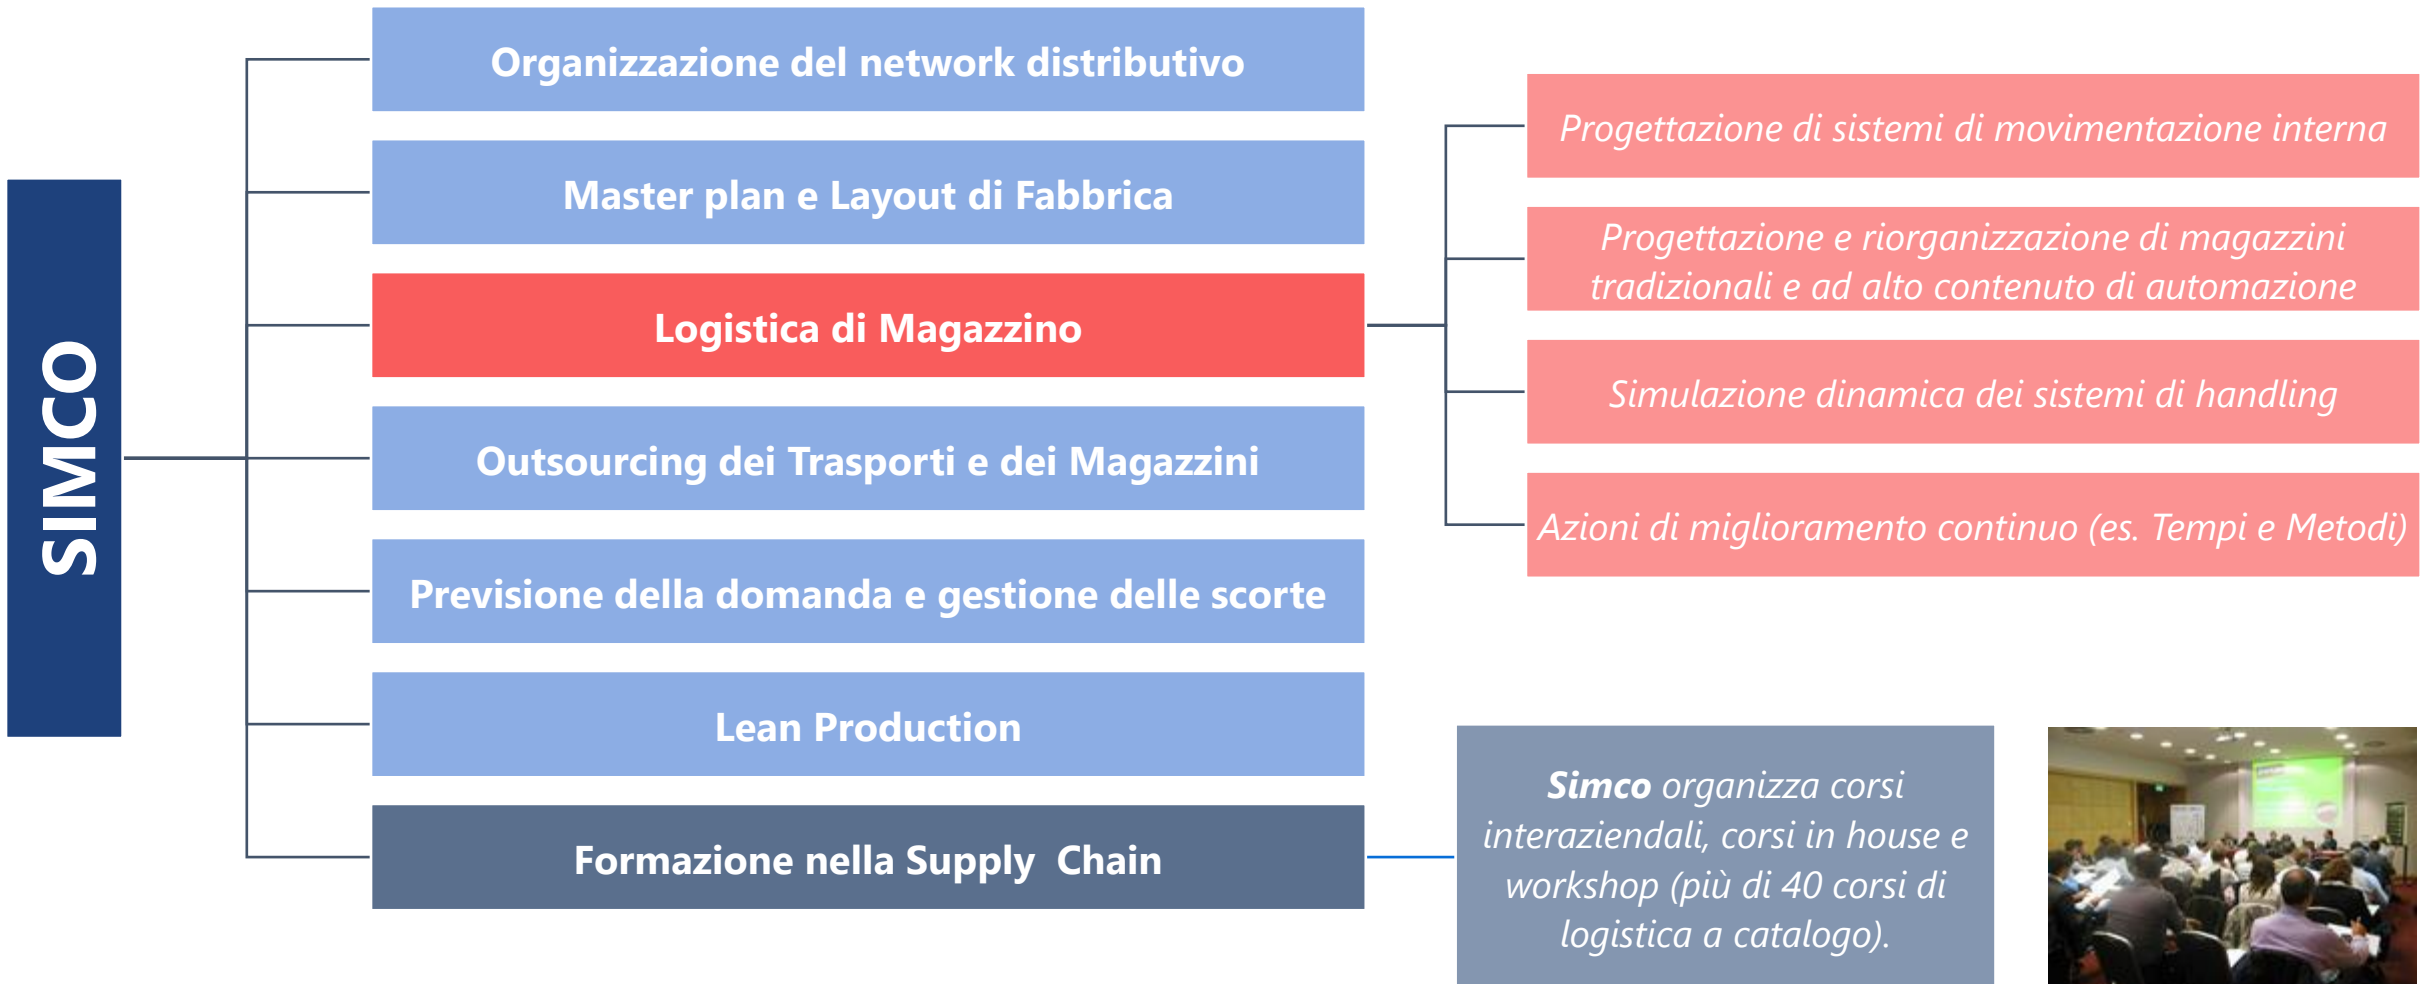 SIMCO
Organizzazione del network distributivo
Master plan e Layout di Fabbrica
Logistica di Magazzino
Outsourcing dei Trasporti e dei Magazzini
Previsione della domanda e gestione delle scorte
Lean Production
Formazione nella Supply  Chain
Progettazione di sistemi di movimentazione interna
Progettazione e riorganizzazione di magazzini
tradizionali e ad alto contenuto di automazione
Simulazione dinamica dei sistemi di handling
Azioni di miglioramento continuo (es. Tempi e Metodi)
Simco organizza corsi
interaziendali, corsi in house e
workshop (più di 40 corsi di
logistica a catalogo).